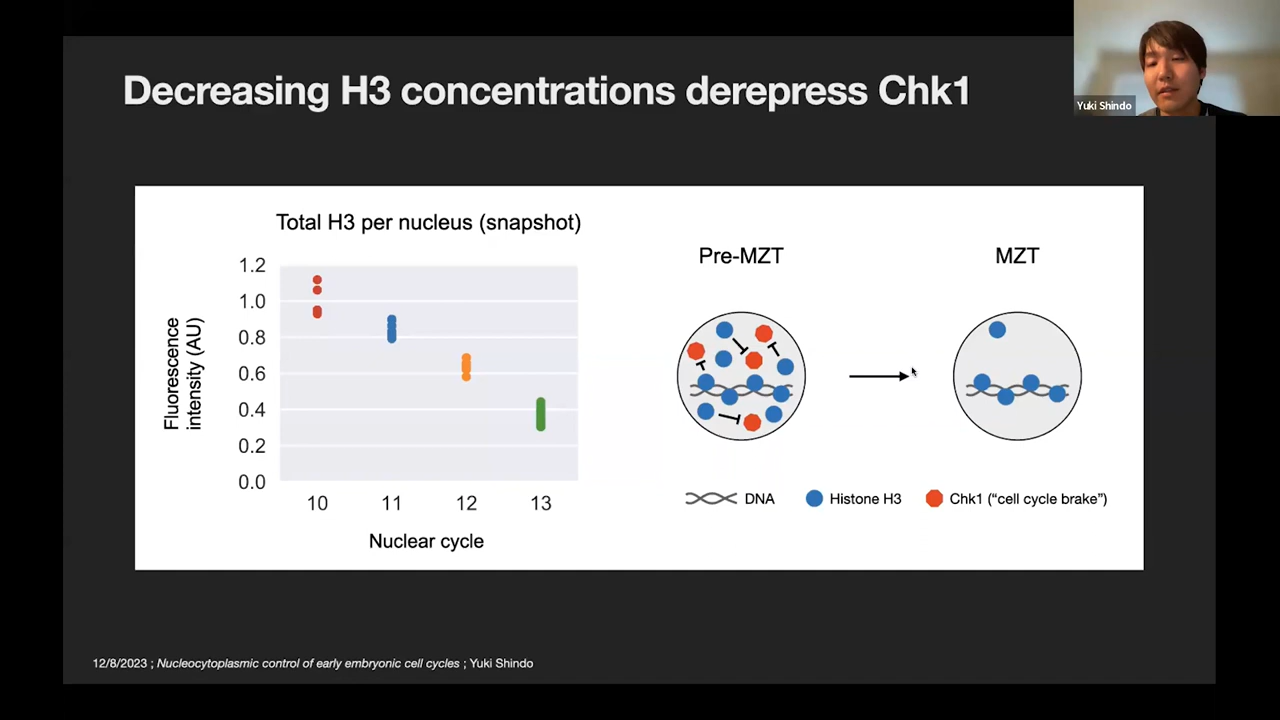 Decreasing H3 concentrations derepress Chk1
Yuki Shindo
Total H3 per nucleus (snapshot)
Fluorescence
intensity (AU)
1.2
1.0
0.8
0.6
0.4
0.2
0.0
10 11 12 13
Nuclear cycle
Pre-MZT
MZT
DNA
Histone H3
Chk1 (“cell cycle brake”)
12/8/2023 ; Nucleocytoplasmic control of early embryonic cell cycles ; Yuki Shindo